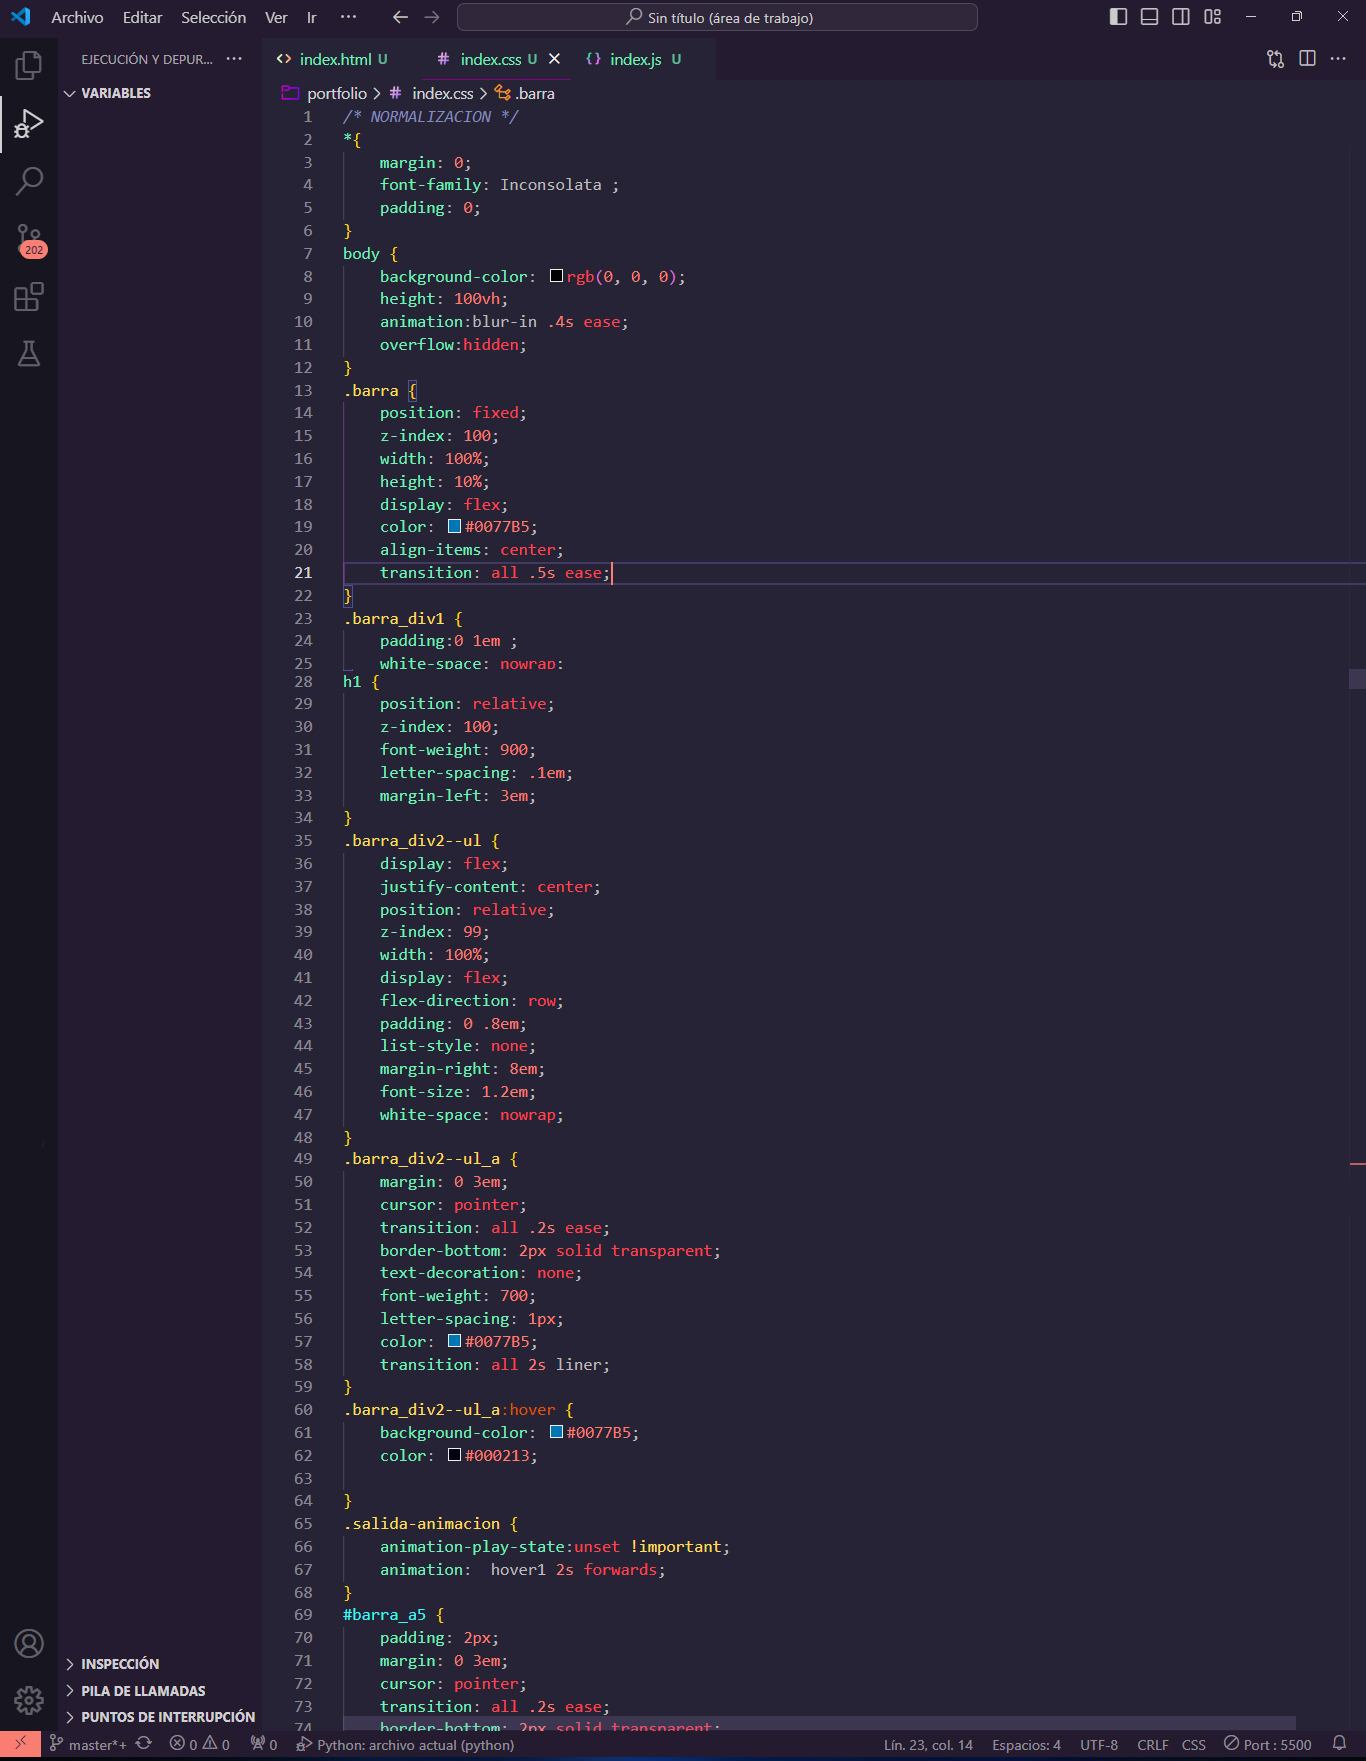 Archivo Editar Selección Ver Ir ··· Sin título (área de trabajo)
EJECUCIÓN Y DEPUR... ··· index.html U # index.css U {} index.js U ···
VARIABLES
portfolio > # index.css > .barra
1 /* NORMALIZACION */
2 *{
3 margin: 0;
4 font-family: Inconsolata ;
5 padding: 0;
6 }
7 body {
8 background-color: rgb(0, 0, 0);
9 height: 100vh;
10 animation:blur-in .4s ease;
11 overflow:hidden;
12 }
13 .barra {
14 position: fixed;
15 z-index: 100;
16 width: 100%;
17 height: 10%;
18 display: flex;
19 color: #0077B5;
20 align-items: center;
21 transition: all .5s ease;
22 }
23 .barra_div1 {
24 padding:0 1em ;
25 white-space: nowrap;
28 h1 {
29 position: relative;
30 z-index: 100;
31 font-weight: 900;
32 letter-spacing: .1em;
33 margin-left: 3em;
34 }
35 .barra_div2--ul {
36 display: flex;
37 justify-content: center;
38 position: relative;
39 z-index: 99;
40 width: 100%;
41 display: flex;
42 flex-direction: row;
43 padding: 0 .8em;
44 list-style: none;
45 margin-right: 8em;
46 font-size: 1.2em;
47 white-space: nowrap;
48 }
49 .barra_div2--ul_a {
50 margin: 0 3em;
51 cursor: pointer;
52 transition: all .2s ease;
53 border-bottom: 2px solid transparent;
54 text-decoration: none;
55 font-weight: 700;
56 letter-spacing: 1px;
57 color: #0077B5;
58 transition: all 2s liner;
59 }
60 .barra_div2--ul_a:hover {
61 background-color: #0077B5;
62 color: #000213;
63
64 }
65 .salida-animacion {
66 animation-play-state:unset !important;
67 animation:  hover1 2s forwards;
68 }
69 #barra_a5 {
70 padding: 2px;
71 margin: 0 3em;
72 cursor: pointer;
73 transition: all .2s ease;
74 border-bottom: 2px solid transparent;
202
INSPECCIÓN
PILA DE LLAMADAS
PUNTOS DE INTERRUPCIÓN
master*+ 0 0 0 Python: archivo actual (python) Lín. 23, col. 14 Espacios: 4 UTF-8 CRLF CSS Port : 5500